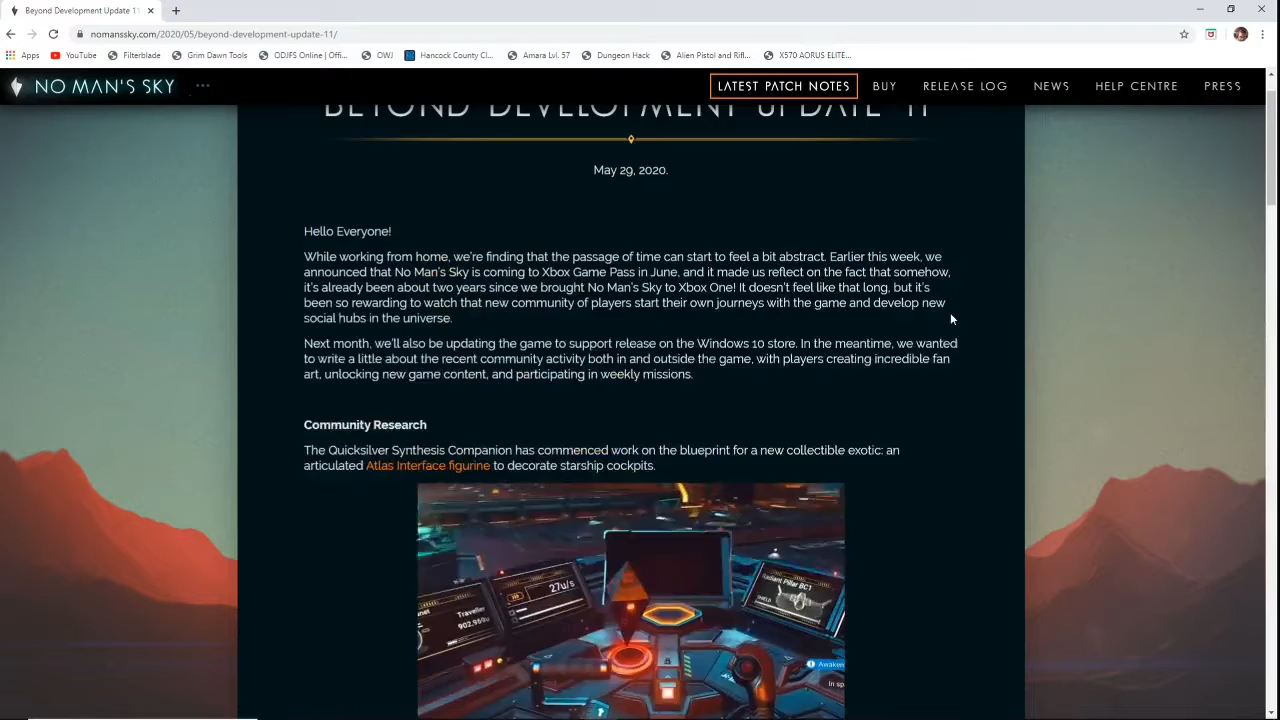 Beyond Development Update 11
nomanssky.com/2020/05/beyond-development-update-11/
Apps
YouTube
Filterblade
Grim Dawn Tools
ODJFS Online | Offi...
OWJ
Hancock County Cl...
Amara Lvl. 57
Dungeon Hack
Alien Pistol and Rifl...
X570 AORUS ELITE...
NO MAN'S SKY
LATEST PATCH NOTES
BUY
RELEASE LOG
NEWS
HELP CENTRE
PRESS
BEYOND DEVELOPMENT UPDATE 11
May 29, 2020.
Hello Everyone!
While working from home, we're finding that the passage of time can start to feel a bit abstract. Earlier this week, we
announced that No Man's Sky is coming to Xbox Game Pass in June, and it made us reflect on the fact that somehow,
it's already been about two years since we brought No Man's Sky to Xbox One! It doesn't feel like that long, but it's
been so rewarding to watch that new community of players start their own journeys with the game and develop new
social hubs in the universe.
Next month, we'll also be updating the game to support release on the Windows 10 store. In the meantime, we wanted
to write a little about the recent community activity both in and outside the game, with players creating incredible fan
art, unlocking new game content, and participating in weekly missions.
Community Research
The Quicksilver Synthesis Companion has commenced work on the blueprint for a new collectible exotic: an
articulated Atlas Interface figurine to decorate starship cockpits.
27u/s
Radiant Pillar BC1
SHIELD
Traveller
902,969u
Awaken
In sp